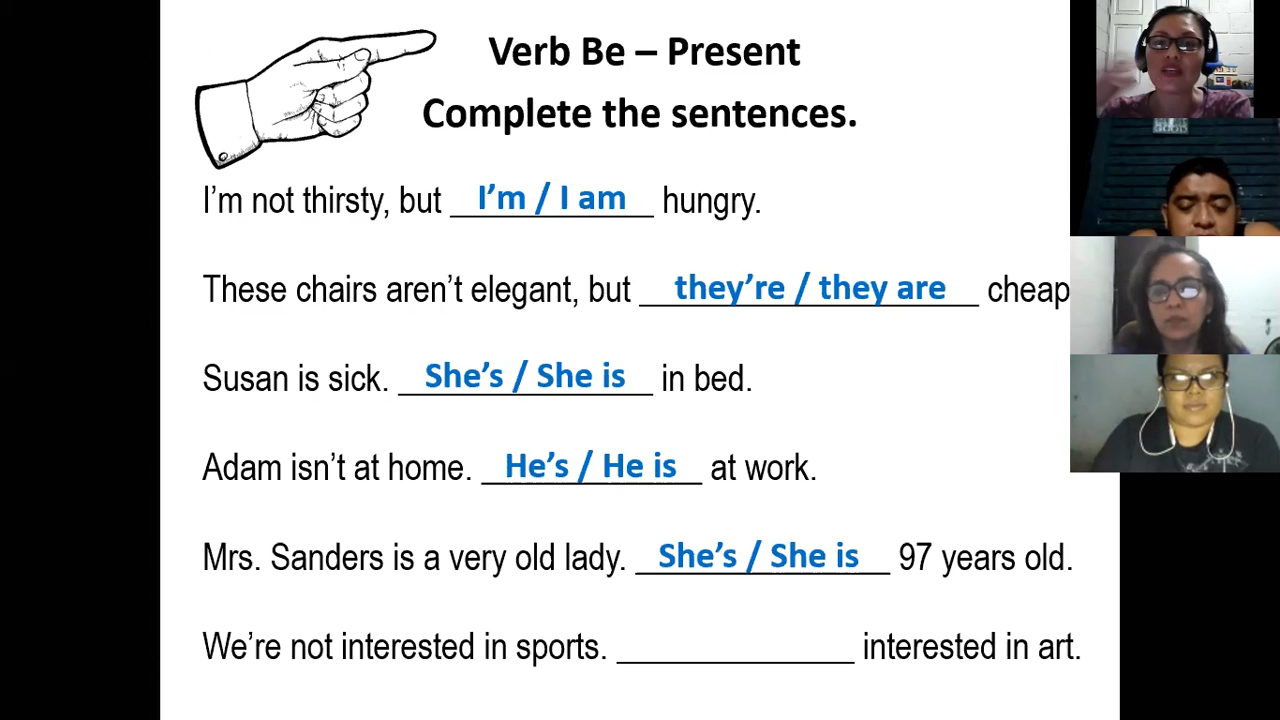 Verb Be – Present
Complete the sentences.
I'm not thirsty, but I'm / I am hungry.
These chairs aren't elegant, but they're / they are cheap
Susan is sick. She's / She is in bed.
Adam isn't at home. He's / He is at work.
Mrs. Sanders is a very old lady. She's / She is 97 years old.
We're not interested in sports. ______________ interested in art.